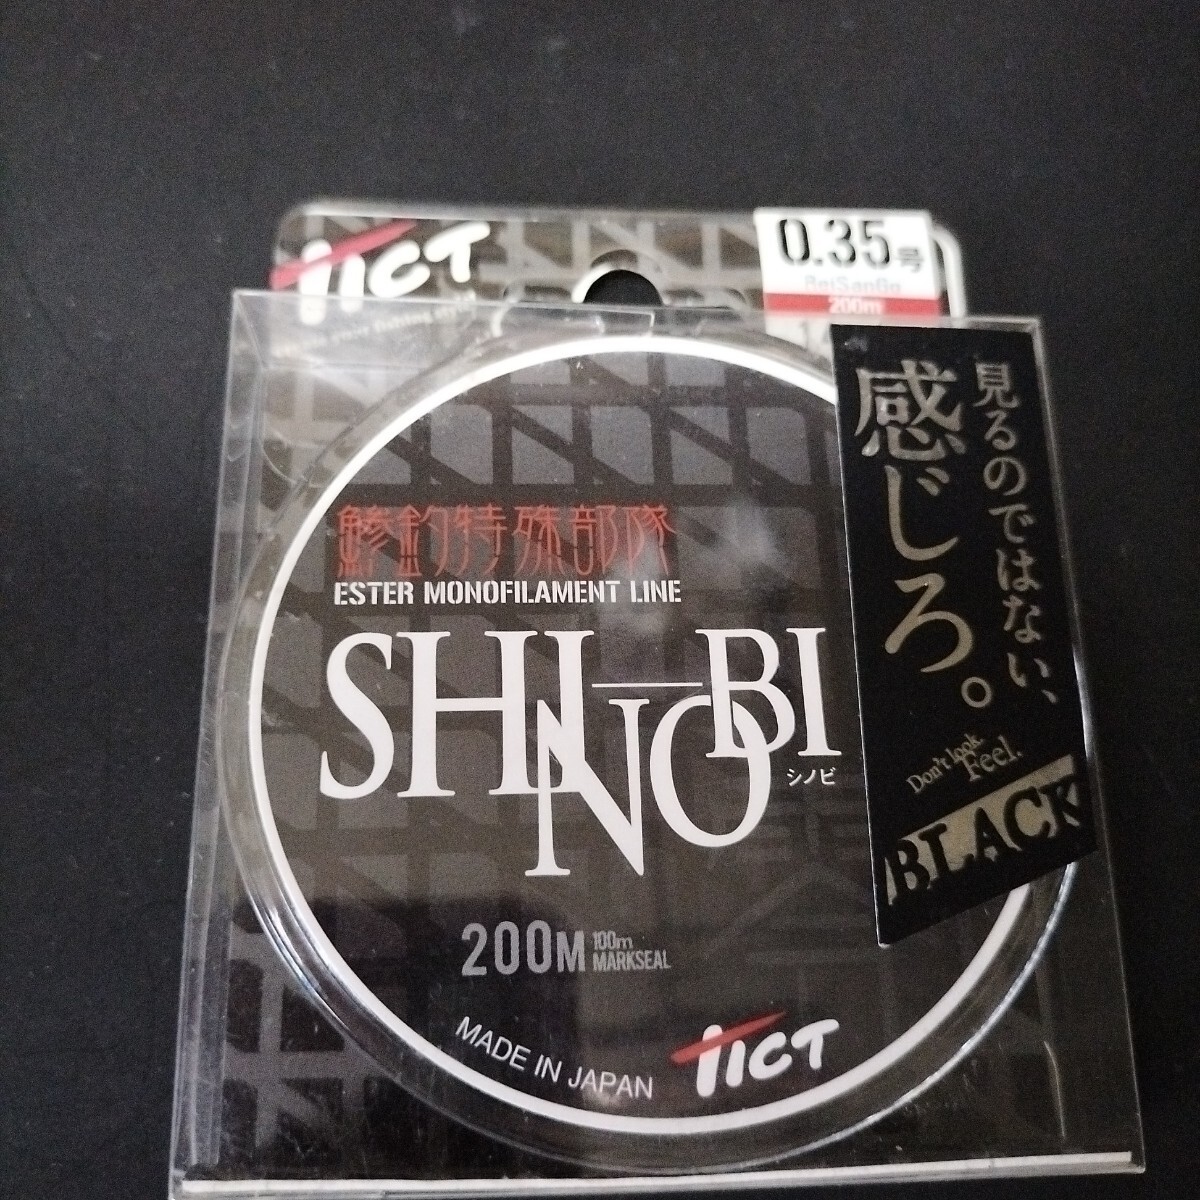 TICT
0.35号
ReiSanGo
200m
見るのではない、
感じろ。
Don't look.
Feel.
BLACK
鯵釣特殊部隊
ESTER MONOFILAMENT LINE
SHINOBI
シノビ
200M 100m
MARKSEAL
MADE IN JAPAN
TICT